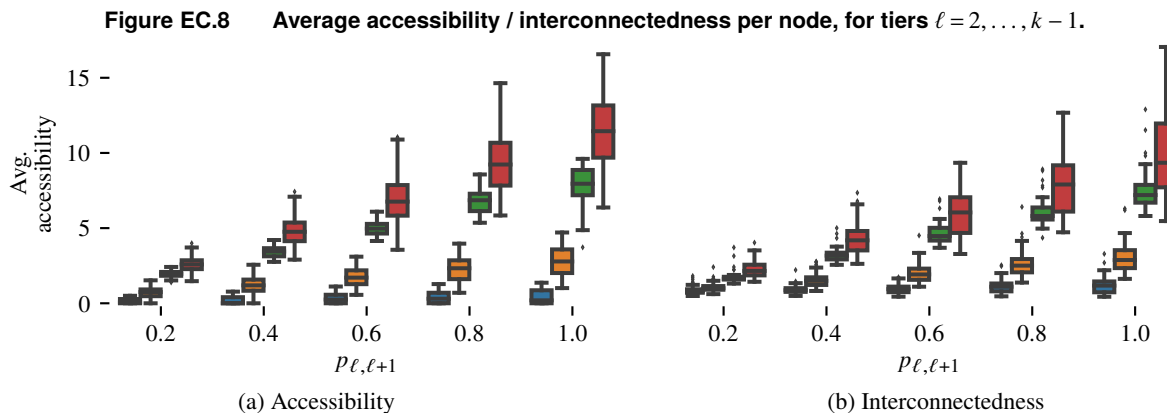 Figure EC.8 Average accessibility / interconnectedness per node, for tiers ℓ = 2, . . . , k − 1.
15
10
5
0
Avg.
accessibility
0.2 0.4 0.6 0.8 1.0
pℓ,ℓ+1
(a) Accessibility
0.2 0.4 0.6 0.8 1.0
pℓ,ℓ+1
(b) Interconnectedness